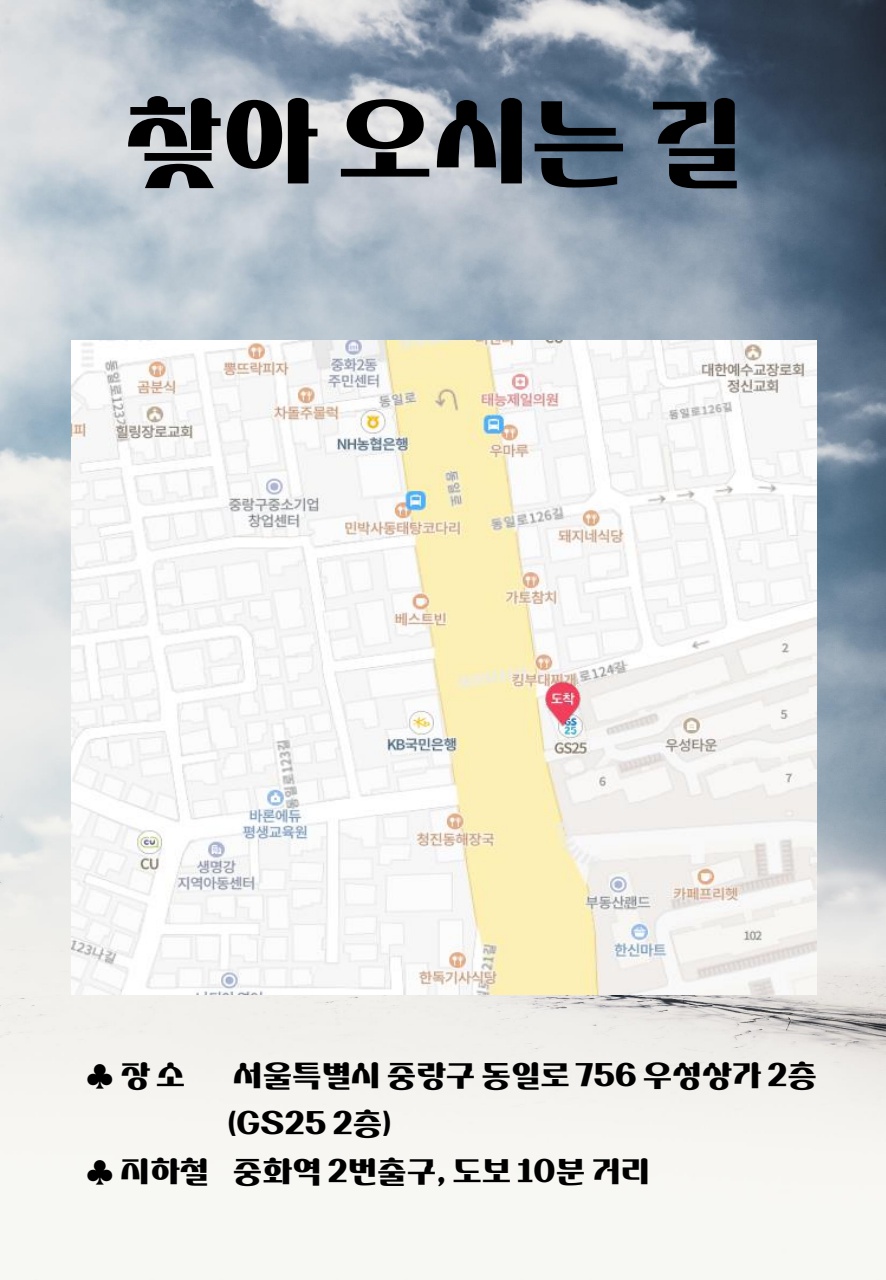 찾아 오시는 길
중화2동
주민센터
뽕뜨락피자
곰분식
동일로
대한예수교장로회
정신교회
차돌주물럭
태능제일의원
동일로126길
힐링장로교회
NH농협은행
우마루
동일로
중랑구중소기업
창업센터
민박사동태탕코다리
동일로126길
돼지네식당
가토참치
베스트빈
2
킹부대찌개
로124길
도착
GS
25
GS25
5
KB국민은행
우성타운
동일로123길
6
7
바론에듀
평생교육원
청진동해장국
CU
CU
생명강
지역아동센터
부동산랜드
카페프리헷
102
한신마트
123나길
한독기사식당
21길
♣ 장 소 서울특별시 중랑구 동일로 756 우성상가 2층
(GS25 2층)
♣ 지하철 중화역 2번출구, 도보 10분 거리